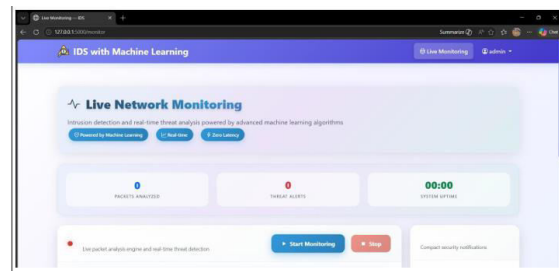 Live Monitoring — IDS
127.0.0.1:5000/monitor
Summarize
Chat
IDS with Machine Learning
Live Monitoring
admin
Live Network Monitoring
Intrusion detection and real-time threat analysis powered by advanced machine learning algorithms
Powered by Machine Learning
Real-time
Zero Latency
0
PACKETS ANALYZED
0
THREAT ALERTS
00:00
SYSTEM UPTIME
Live packet analysis engine and real-time threat detection.
Start Monitoring
Stop
Compact security notifications